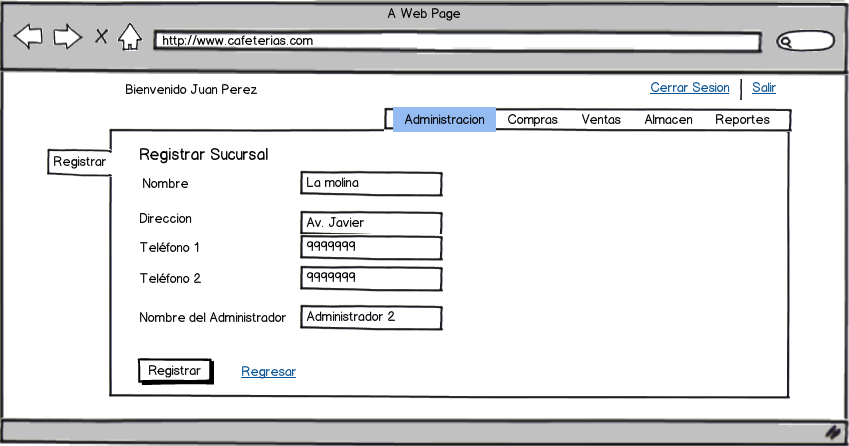 A Web Page
http://www.cafeterias.com
Bienvenido Juan Perez
Cerrar Sesion Salir
Administracion Compras Ventas Almacen Reportes
Registrar
Registrar Sucursal
Nombre La molina
Direccion Av. Javier
Teléfono 1 9999999
Teléfono 2 9999999
Nombre del Administrador Administrador 2
Registrar Regresar